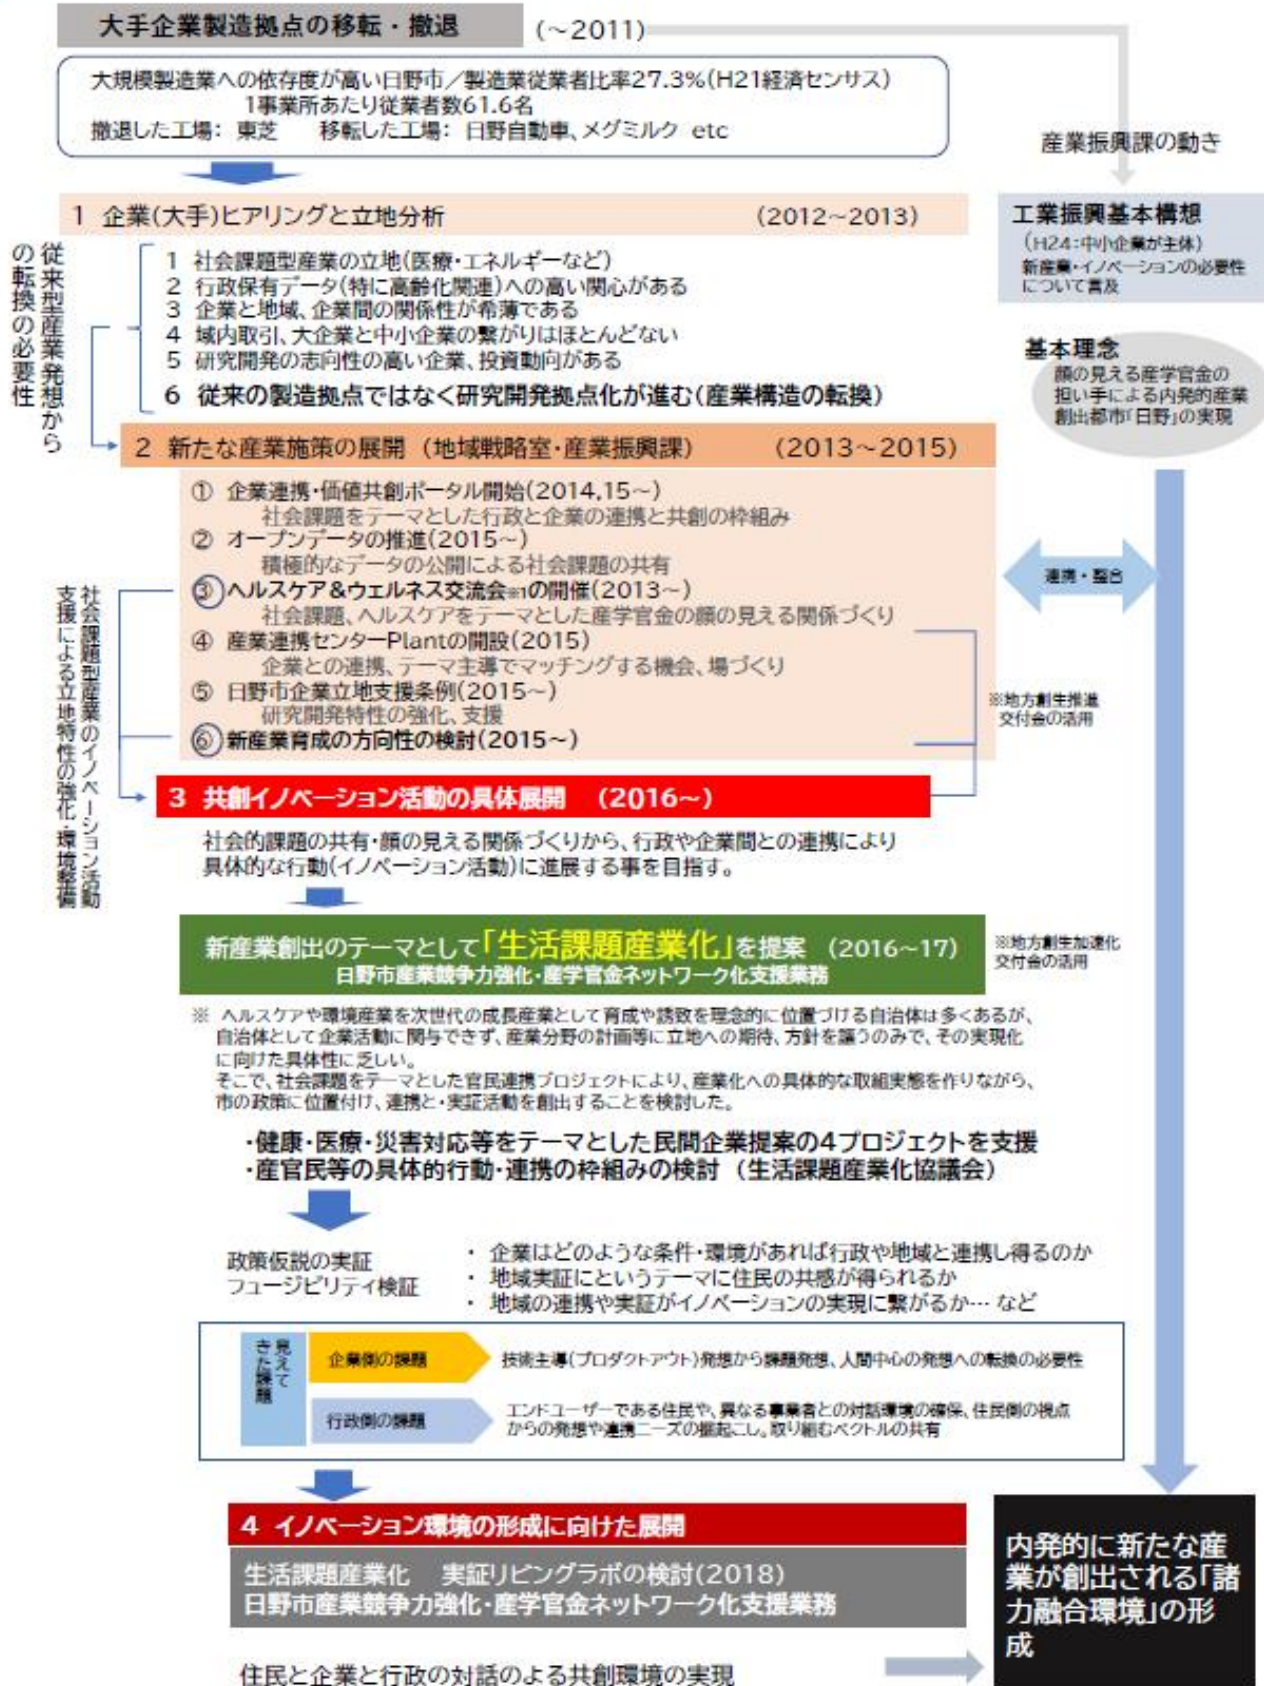 大手企業製造拠点の移転・撤退 (～2011)
大規模製造業への依存度が高い日野市／製造業従業者比率27.3%(H21経済センサス)
1事業所あたり従業者数61.6名
撤退した工場: 東芝 移転した工場: 日野自動車、メグミルク etc
産業振興課の動き
1 企業(大手)ヒアリングと立地分析 (2012～2013)
工業振興基本構想
(H24:中小企業が主体)
新産業・イノベーションの必要性
について言及
従来型産業発想から
の転換の必要性
1 社会課題型産業の立地(医療・エネルギーなど)
2 行政保有データ(特に高齢化関連)への高い関心がある
3 企業と地域、企業間の関係性が希薄である
4 域内取引、大企業と中小企業の繋がりはほとんどない
5 研究開発の志向性の高い企業、投資動向がある
6 従来の製造拠点ではなく研究開発拠点化が進む(産業構造の転換)
基本理念
顔の見える産学官金の
担い手による内発的産業
創出都市「日野」の実現
2 新たな産業施策の展開 (地域戦略室・産業振興課) (2013～2015)
① 企業連携・価値共創ポータル開始(2014,15～)
社会課題をテーマとした行政と企業の連携と共創の枠組み
② オープンデータの推進(2015～)
積極的なデータの公開による社会課題の共有
③ ヘルスケア&ウェルネス交流会※1の開催(2013～)
社会課題、ヘルスケアをテーマとした産学官金の顔の見える関係づくり
④ 産業連携センターPlantの開設(2015)
企業との連携、テーマ主導でマッチングする機会、場づくり
⑤ 日野市企業立地支援条例(2015～)
研究開発特性の強化、支援
⑥ 新産業育成の方向性の検討(2015～)
連携・整合
※地方創生推進
交付金の活用
社会課題型産業のイノベーション活動
支援による立地特性の強化・環境整備
3 共創イノベーション活動の具体展開 (2016～)
社会的課題の共有・顔の見える関係づくりから、行政や企業間との連携により
具体的な行動(イノベーション活動)に進展する事を目指す。
新産業創出のテーマとして「生活課題産業化」を提案 (2016～17)
日野市産業競争力強化・産学官金ネットワーク化支援業務
※地方創生加速化
交付金の活用
※ ヘルスケアや環境産業を次世代の成長産業として育成や誘致を理念的に位置づける自治体は多くあるが、
自治体として企業活動に関与できず、産業分野の計画等に立地への期待、方針を謳うのみで、その実現化
に向けた具体性に乏しい。
そこで、社会課題をテーマとした官民連携プロジェクトにより、産業化への具体的な取組実態を作りながら、
市の政策に位置付け、連携と・実証活動を創出することを検討した。
・健康・医療・災害対応等をテーマとした民間企業提案の4プロジェクトを支援
・産官民等の具体的行動・連携の枠組みの検討 (生活課題産業化協議会)
政策仮説の実証
フュージビリティ検証
・ 企業はどのような条件・環境があれば行政や地域と連携し得るのか
・ 地域実証にというテーマに住民の共感が得られるか
・ 地域の連携や実証がイノベーションの実現に繋がるか… など
見えて
きた課題
企業側の課題 技術主導(プロダクトアウト)発想から課題発想、人間中心の発想への転換の必要性
行政側の課題 エンドユーザーである住民や、異なる事業者との対話環境の確保、住民側の視点
からの発想や連携ニーズの掘起こし。取り組むベクトルの共有
4 イノベーション環境の形成に向けた展開
生活課題産業化 実証リビングラボの検討(2018)
日野市産業競争力強化・産学官金ネットワーク化支援業務
住民と企業と行政の対話のよる共創環境の実現
内発的に新たな産
業が創出される「諸
力融合環境」の形
成